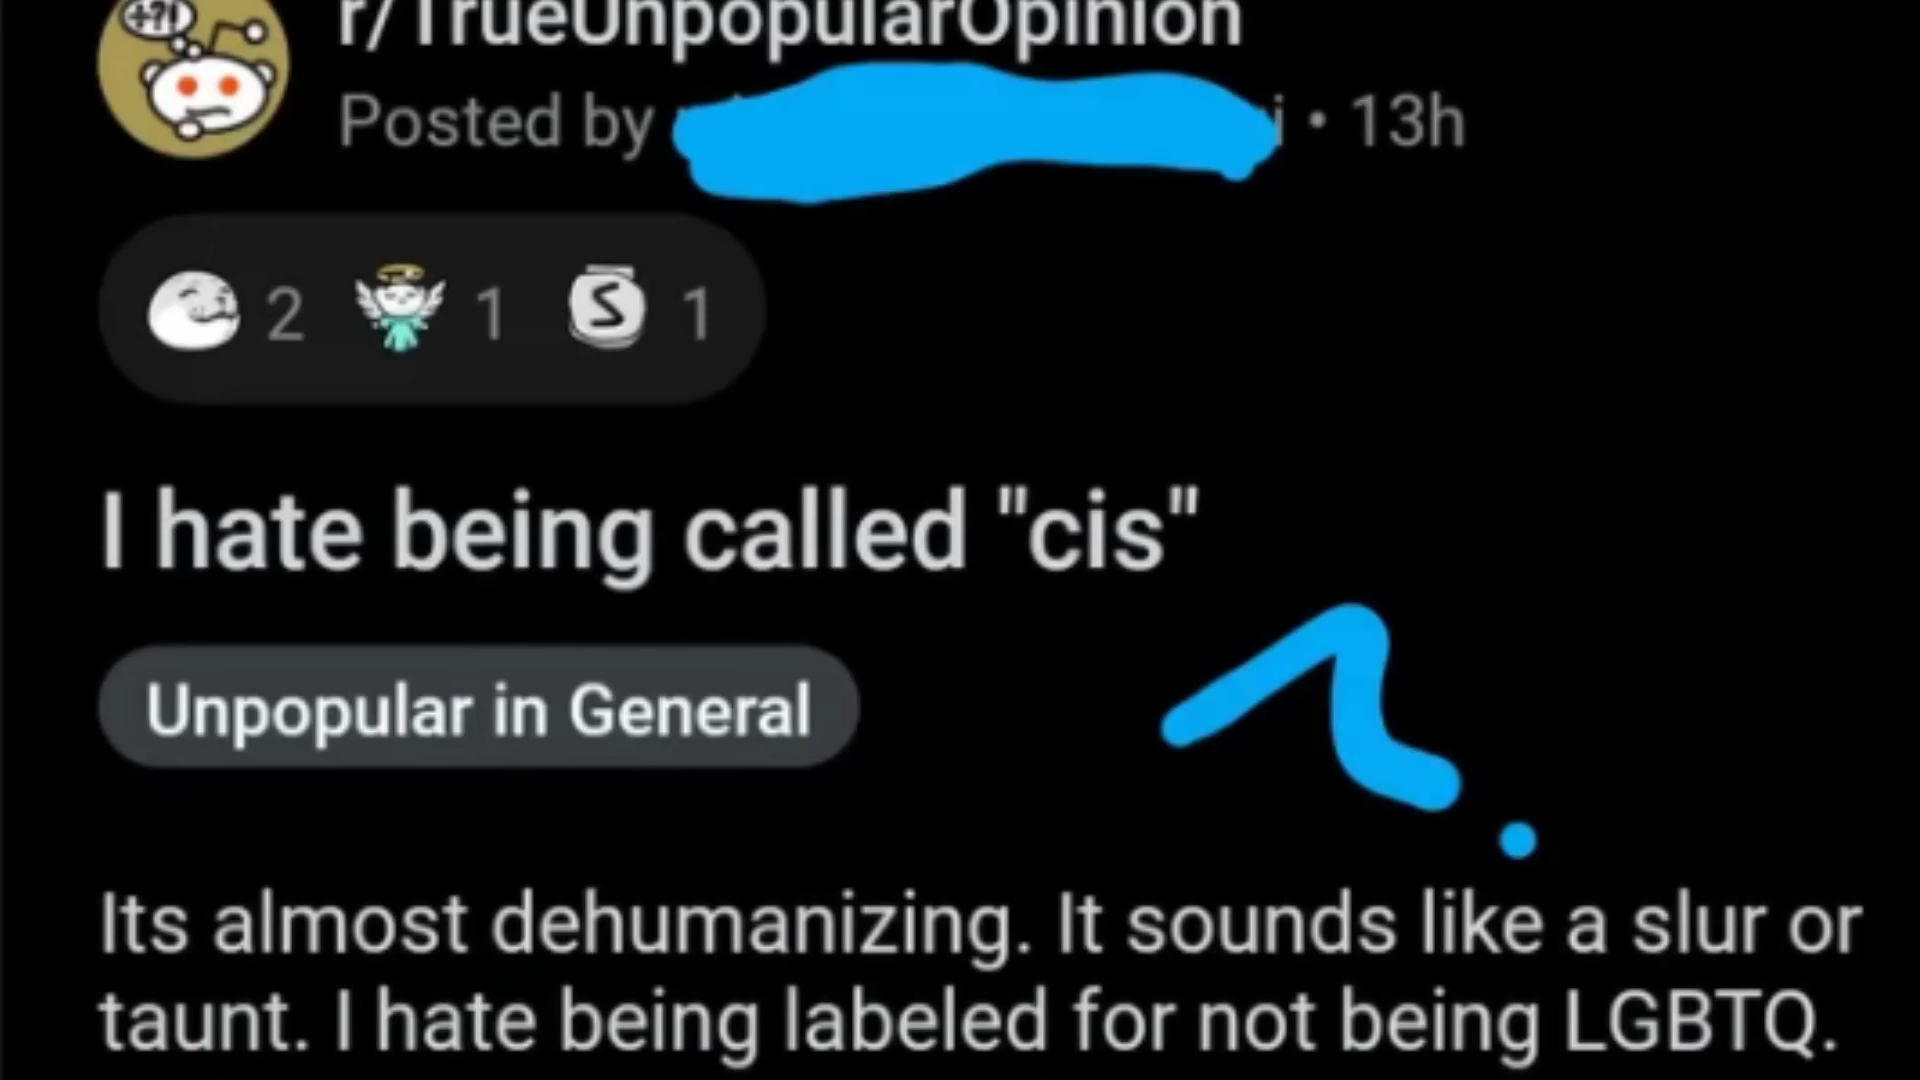 ÷?!
r/TrueUnpopularOpinion
Posted by
i • 13h
2 1 S 1
I hate being called "cis"
Unpopular in General
Its almost dehumanizing. It sounds like a slur or
taunt. I hate being labeled for not being LGBTQ.